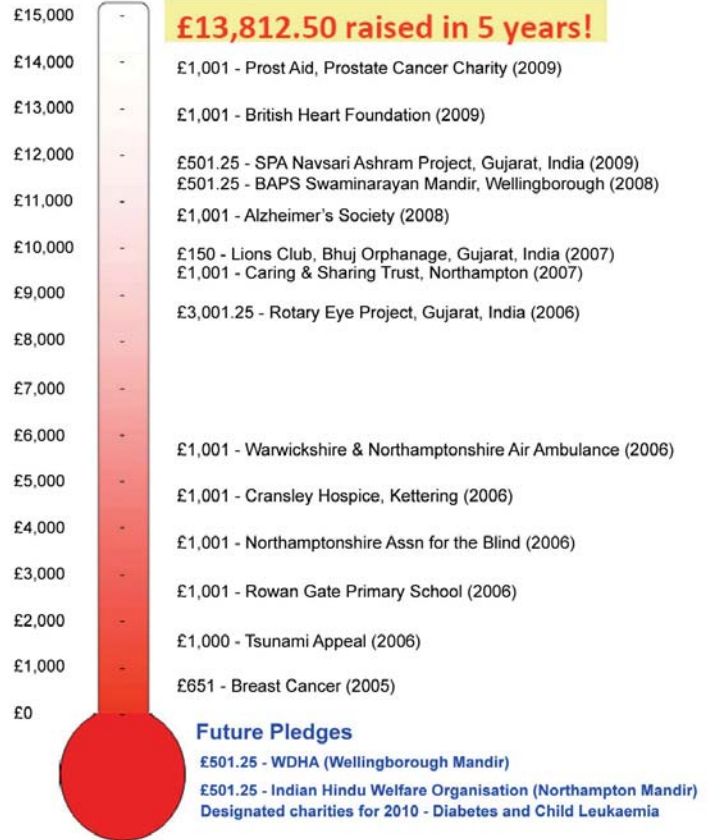 £13,812.50 raised in 5 years!
£15,000
£14,000
£1,001 - Prost Aid, Prostate Cancer Charity (2009)
£13,000
£1,001 - British Heart Foundation (2009)
£12,000
£501.25 - SPA Navsari Ashram Project, Gujarat, India (2009)
£501.25 - BAPS Swaminarayan Mandir, Wellingborough (2008)
£11,000
£1,001 - Alzheimer's Society (2008)
£10,000
£150 - Lions Club, Bhuj Orphanage, Gujarat, India (2007)
£1,001 - Caring & Sharing Trust, Northampton (2007)
£9,000
£3,001.25 - Rotary Eye Project, Gujarat, India (2006)
£8,000
£7,000
£6,000
£1,001 - Warwickshire & Northamptonshire Air Ambulance (2006)
£5,000
£1,001 - Cransley Hospice, Kettering (2006)
£4,000
£1,001 - Northamptonshire Assn for the Blind (2006)
£3,000
£1,001 - Rowan Gate Primary School (2006)
£2,000
£1,000 - Tsunami Appeal (2006)
£1,000
£651 - Breast Cancer (2005)
£0
Future Pledges
£501.25 - WDHA (Wellingborough Mandir)
£501.25 - Indian Hindu Welfare Organisation (Northampton Mandir)
Designated charities for 2010 - Diabetes and Child Leukaemia